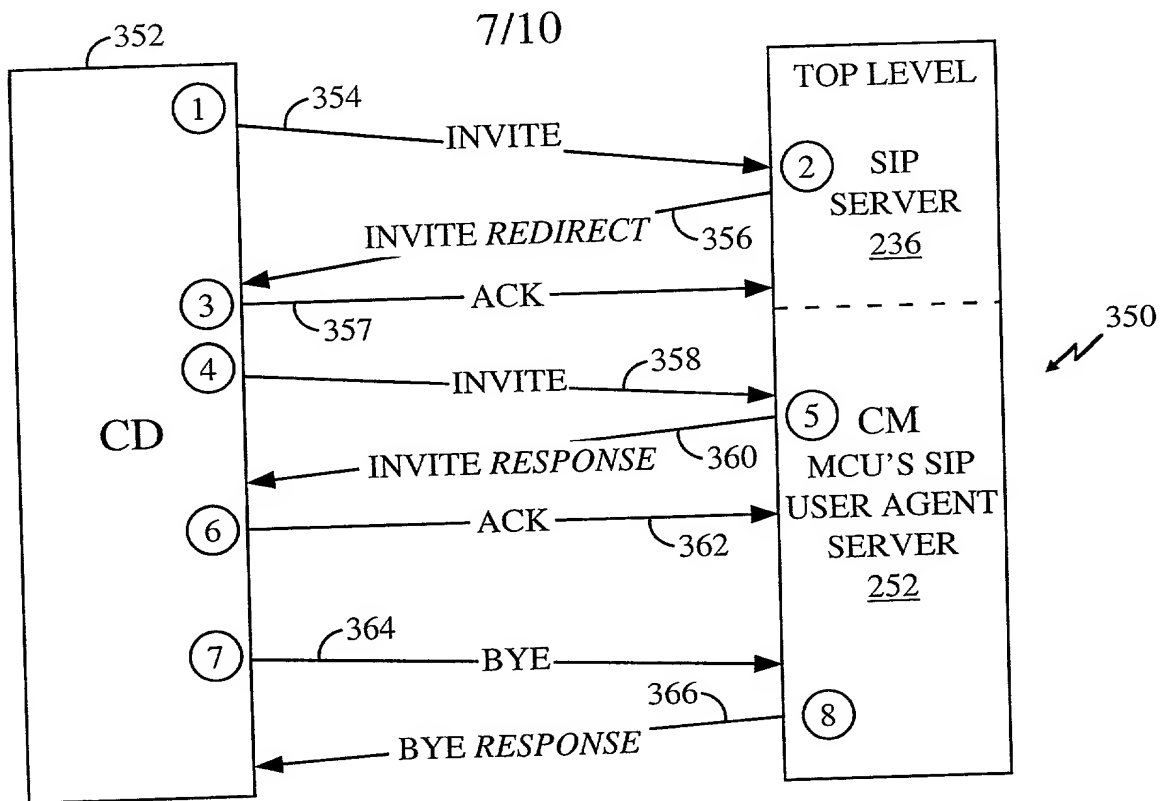 7/10
352
TOP LEVEL
1
354
INVITE
2
SIP
SERVER
236
INVITE REDIRECT
356
3
ACK
357
350
4
358
INVITE
5
CM
CD
INVITE RESPONSE
360
MCU'S SIP
USER AGENT
SERVER
252
6
ACK
362
7
364
BYE
366
8
BYE RESPONSE